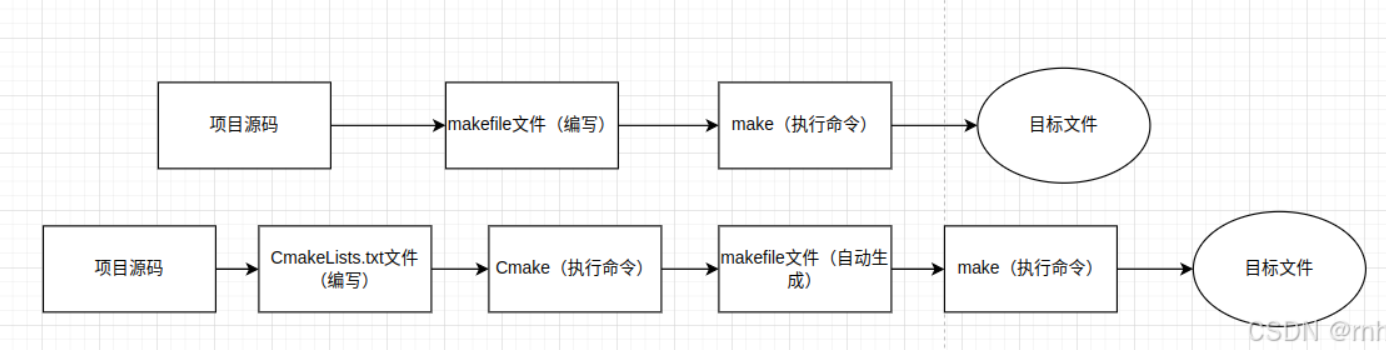 项目源码
makefile文件（编写）
make（执行命令）
目标文件
项目源码
CmakeLists.txt文件
（编写）
Cmake（执行命令）
makefile文件（自动生
成）
make（执行命令）
目标文件
CSDN @mh